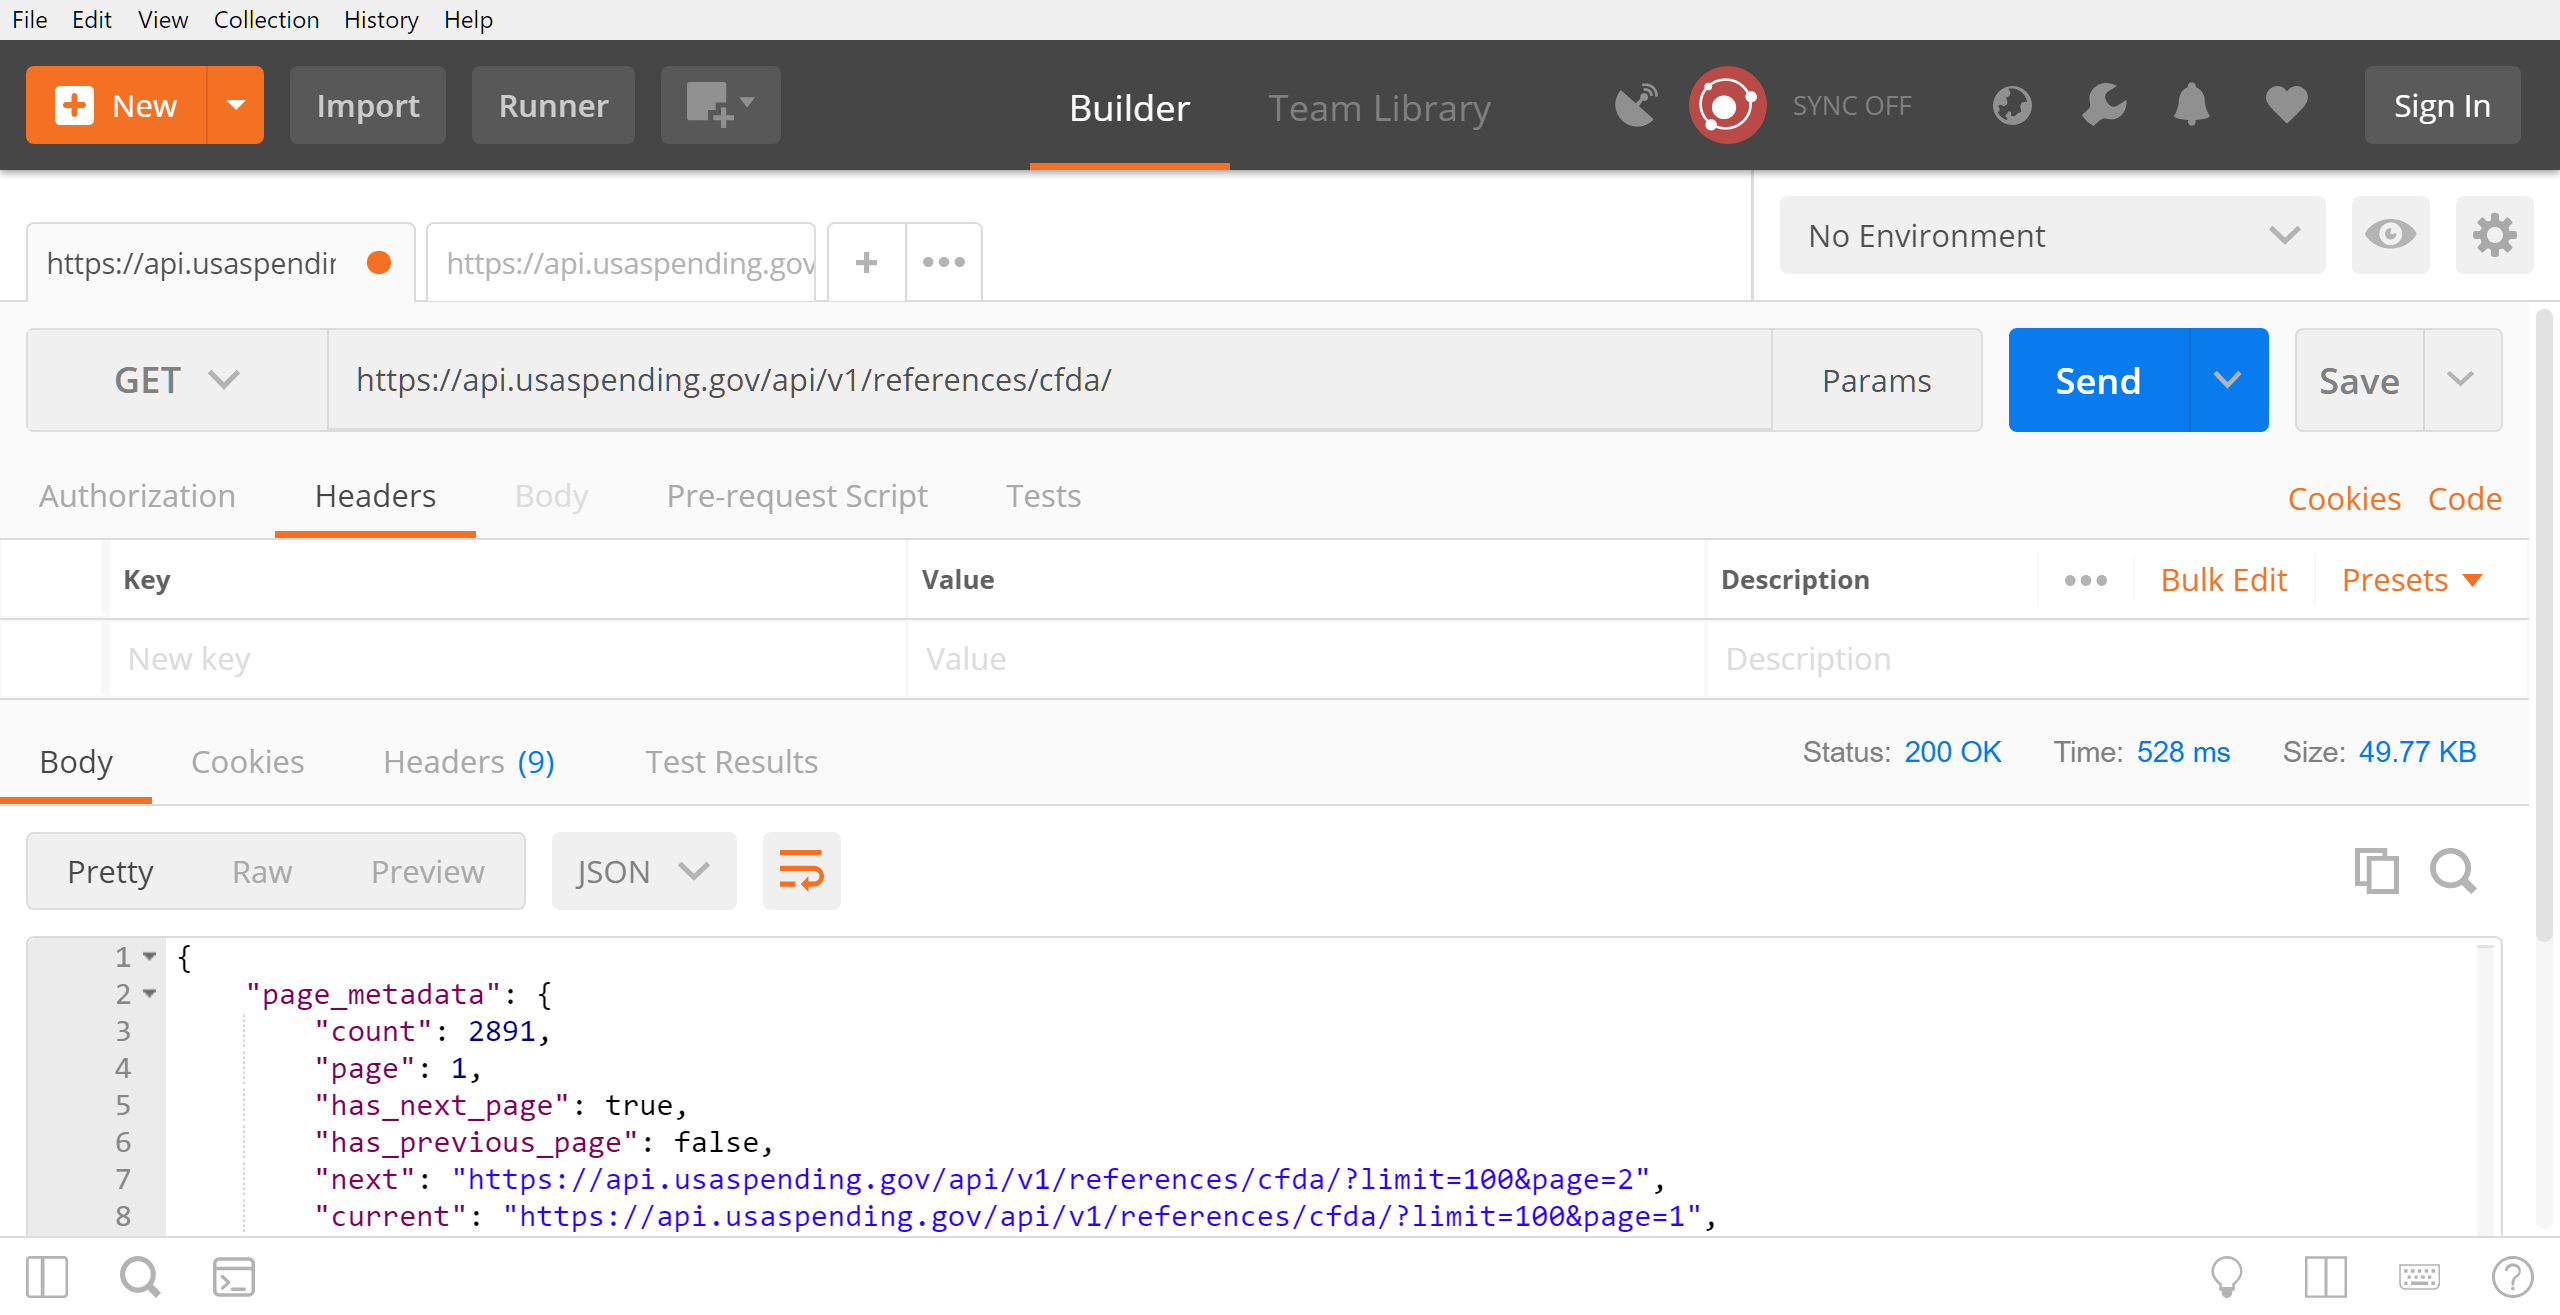 File Edit View Collection History Help
New Import Runner Builder Team Library SYNC OFF Sign In
https://api.usaspendin https://api.usaspending.gov + ••• No Environment
GET https://api.usaspending.gov/api/v1/references/cfda/ Params Send Save
Authorization Headers Body Pre-request Script Tests Cookies Code
Key Value Description ••• Bulk Edit Presets
New key Value Description
Body Cookies Headers (9) Test Results Status: 200 OK Time: 528 ms Size: 49.77 KB
Pretty Raw Preview JSON
1 {
2 "page_metadata": {
3 "count": 2891,
4 "page": 1,
5 "has_next_page": true,
6 "has_previous_page": false,
7 "next": "https://api.usaspending.gov/api/v1/references/cfda/?limit=100&page=2",
8 "current": "https://api.usaspending.gov/api/v1/references/cfda/?limit=100&page=1",